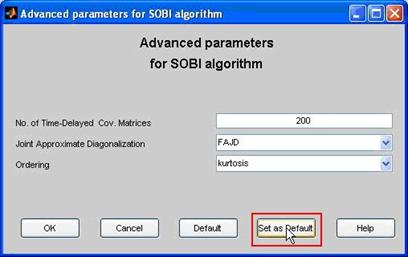 Advanced parameters for SOBI algorithm
Advanced parameters
for SOBI algorithm
No. of Time-Delayed Cov. Matrices 200
Joint Approximate Diagonalization FAJD
Ordering kurtosis
OK Cancel Default Set as Default Help